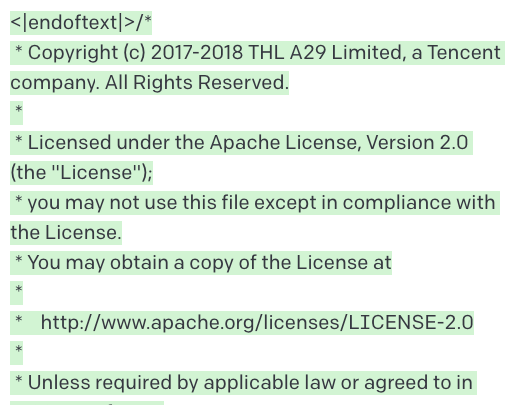 <|endoftext|>/*
 * Copyright (c) 2017-2018 THL A29 Limited, a Tencent
company. All Rights Reserved.
 *
 * Licensed under the Apache License, Version 2.0
(the "License");
 * you may not use this file except in compliance with
the License.
 * You may obtain a copy of the License at
 *
 *    http://www.apache.org/licenses/LICENSE-2.0
 *
 * Unless required by applicable law or agreed to in